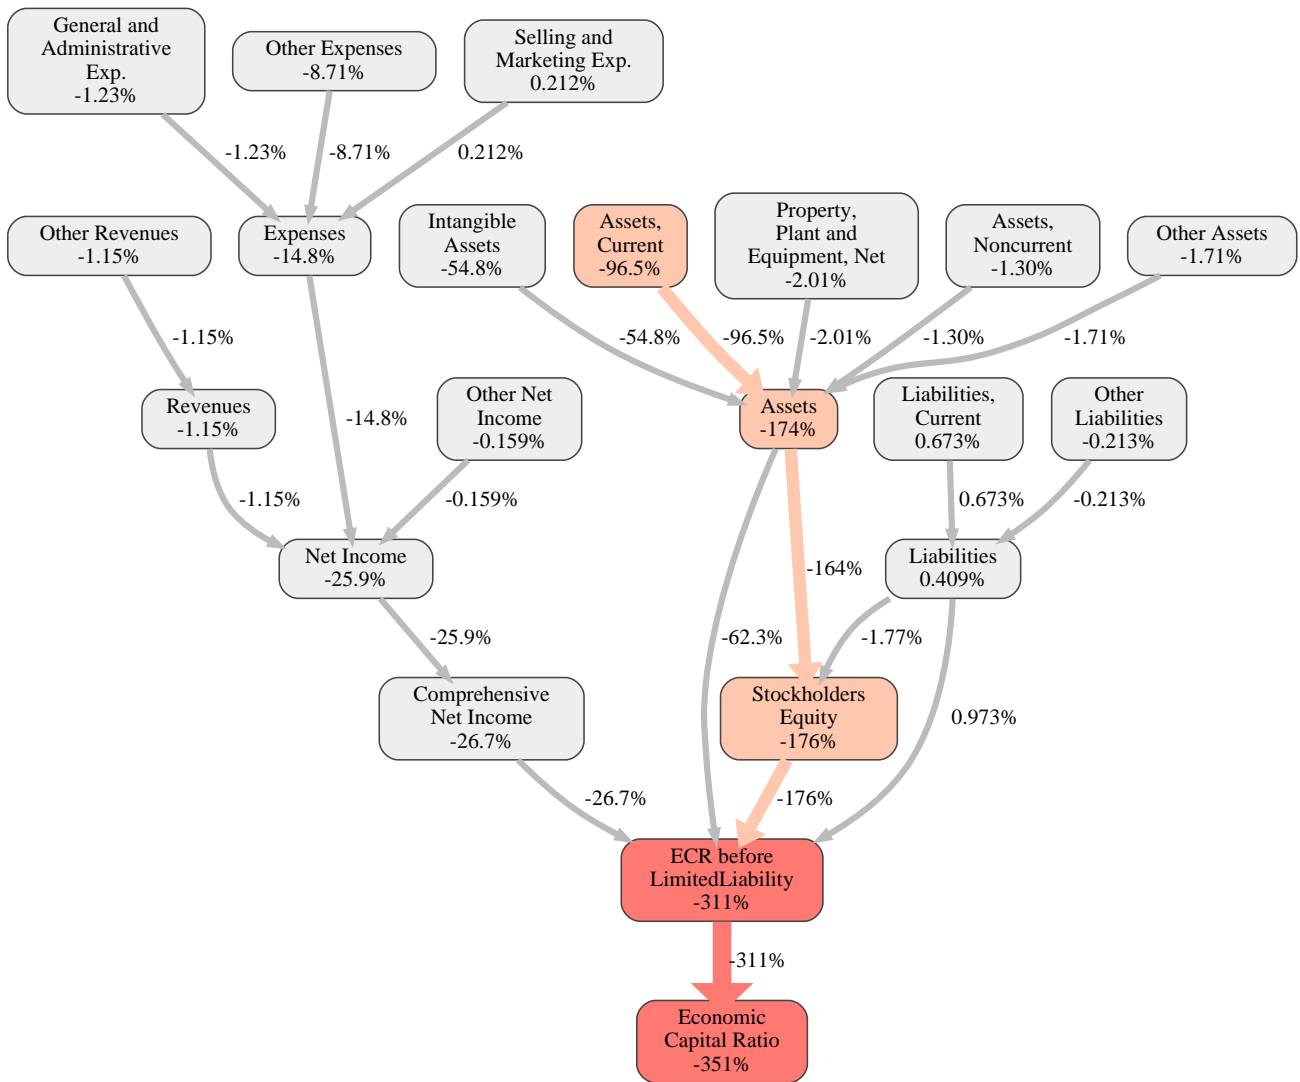 General and
Administrative
Exp.
-1.23%
Other Expenses
-8.71%
Selling and
Marketing Exp.
0.212%
-1.23%
-8.71%
0.212%
Other Revenues
-1.15%
Expenses
-14.8%
Intangible
Assets
-54.8%
Assets,
Current
-96.5%
Property,
Plant and
Equipment, Net
-2.01%
Assets,
Noncurrent
-1.30%
Other Assets
-1.71%
-1.15%
-54.8%
-96.5%
-2.01%
-1.30%
-1.71%
Revenues
-1.15%
-14.8%
Other Net
Income
-0.159%
Assets
-174%
Liabilities,
Current
0.673%
Other
Liabilities
-0.213%
-1.15%
-0.159%
0.673%
-0.213%
Net Income
-25.9%
-164%
Liabilities
0.409%
-25.9%
-62.3%
-1.77%
Comprehensive
Net Income
-26.7%
Stockholders
Equity
-176%
0.973%
-26.7%
-176%
ECR before
LimitedLiability
-311%
-311%
Economic
Capital Ratio
-351%